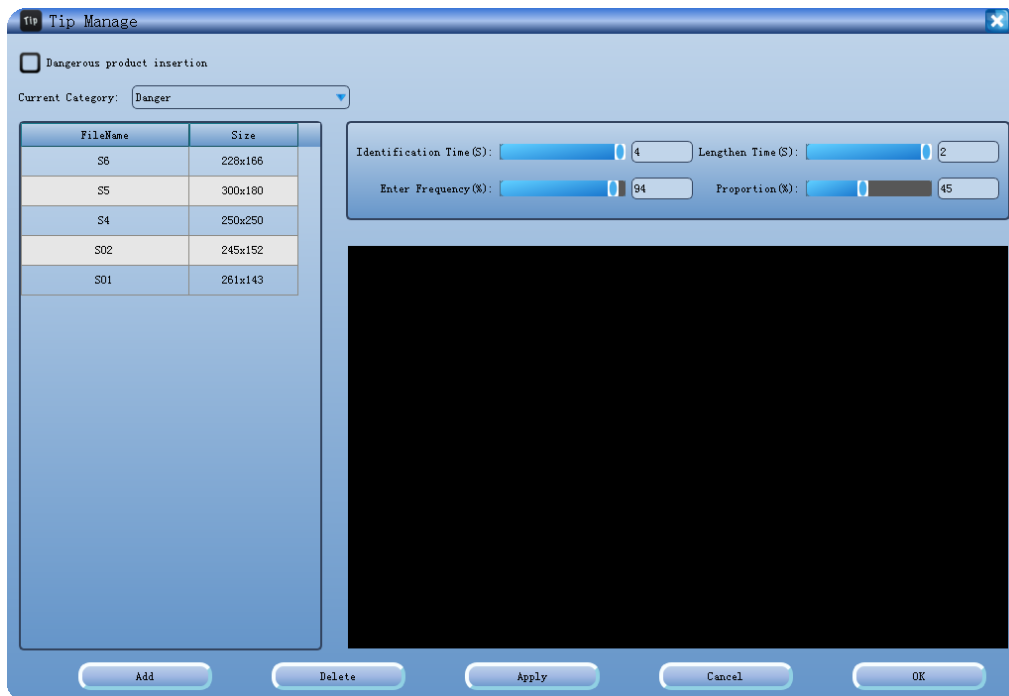 Tip Tip Manage
Dangerous product insertion
Current Category: Danger
FileName Size
S6 228x166
S5 300x180
S4 250x250
S02 245x152
S01 261x143
Identification Time(S): 4 Lengthen Time(S): 2
Enter Frequency(%): 94 Proportion(%): 45
Add Delete Apply Cancel OK